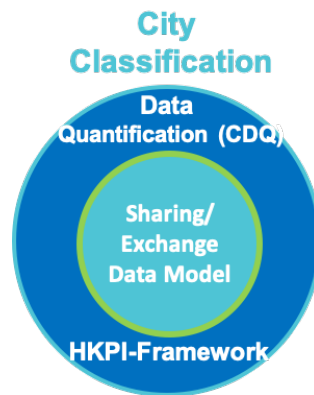 City
Classification
Data
Quantification (CDQ)
Sharing/
Exchange
Data Model
HKPI-Framework